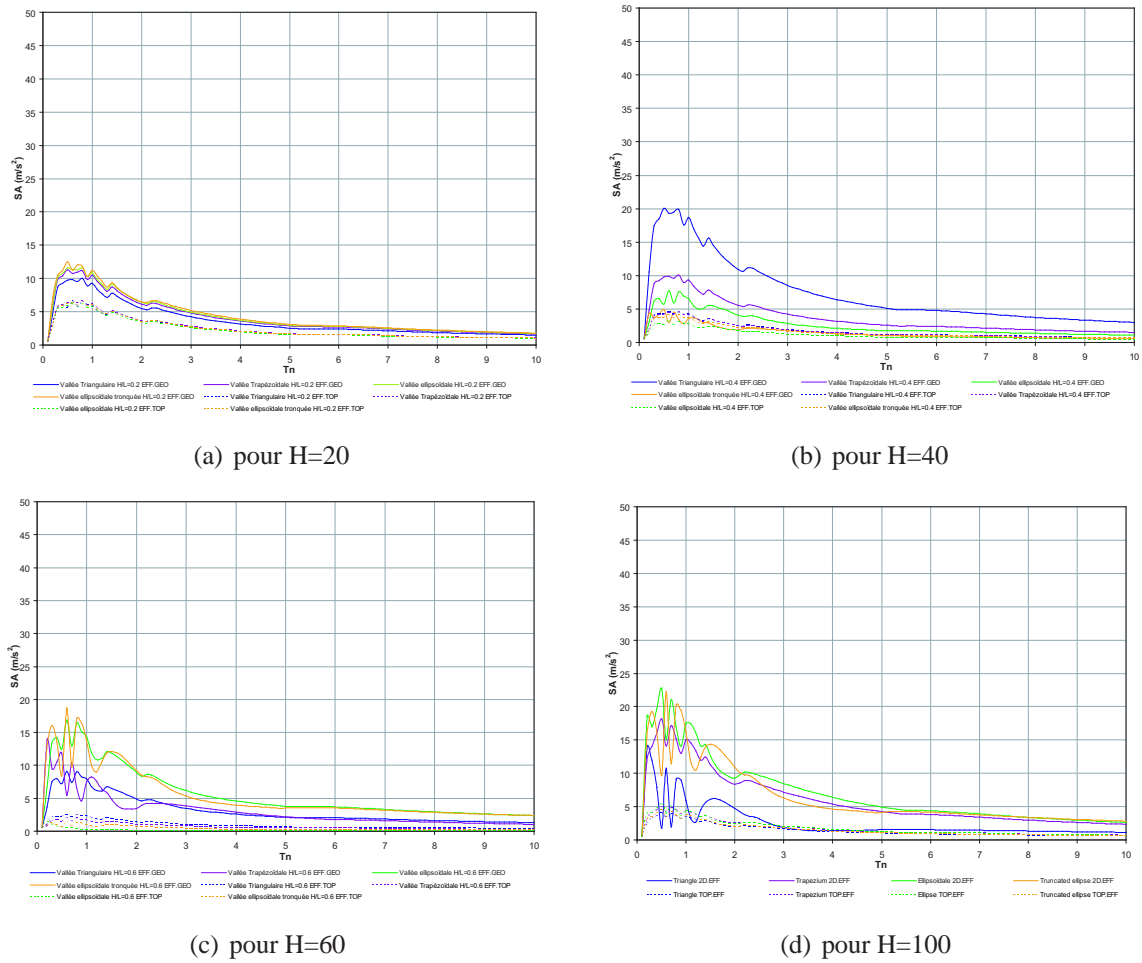 50
45
40
35
30
25
20
15
10
5
0
SA (m/s²)
0 1 2 3 4 5 6 7 8 9 10
Tn
Vallée Triangulaire H/L=0.2 EFF.GEO
Vallée Trapézoïdale H/L=0.2 EFF.GEO
Vallée ellipsoïdale H/L=0.2 EFF.GEO
Vallée ellipsoïdale tronquée H/L=0.2 EFF.GEO
Vallée Triangulaire H/L=0.2 EFF.TOP
Vallée Trapézoïdale H/L=0.2 EFF.TOP
Vallée ellipsoïdale H/L=0.2 EFF.TOP
Vallée ellipsoïdale tronquée H/L=0.2 EFF.TOP
(a) pour H=20
50
45
40
35
30
25
20
15
10
5
0
SA (m/s²)
0 1 2 3 4 5 6 7 8 9 10
Tn
Vallée Triangulaire H/L=0.4 EFF.GEO
Vallée Trapézoïdale H/L=0.4 EFF.GEO
Vallée ellipsoïdale H/L=0.4 EFF.GEO
Vallée ellipsoïdale tronquée H/L=0.4 EFF.GEO
Vallée Triangulaire H/L=0.4 EFF.TOP
Vallée Trapézoïdale H/L=0.4 EFF.TOP
Vallée ellipsoïdale H/L=0.4 EFF.TOP
Vallée ellipsoïdale tronquée H/L=0.4 EFF.TOP
(b) pour H=40
50
45
40
35
30
25
20
15
10
5
0
SA (m/s²)
0 1 2 3 4 5 6 7 8 9 10
Tn
Vallée Triangulaire H/L=0.6 EFF.GEO
Vallée Trapézoïdale H/L=0.6 EFF.GEO
Vallée ellipsoïdale H/L=0.6 EFF.GEO
Vallée ellipsoïdale tronquée H/L=0.6 EFF.GEO
Vallée Triangulaire H/L=0.6 EFF.TOP
Vallée Trapézoïdale H/L=0.6 EFF.TOP
Vallée ellipsoïdale H/L=0.6 EFF.TOP
Vallée ellipsoïdale tronquée H/L=0.6 EFF.TOP
(c) pour H=60
50
45
40
35
30
25
20
15
10
5
0
SA (m/s²)
0 1 2 3 4 5 6 7 8 9 10
Tn
Triangle 2D.EFF
Trapezium 2D.EFF
Ellipsoïdale 2D.EFF
Truncated ellipse 2D.EFF
Triangle TOP.EFF
Trapezium TOP.EFF
Ellipse TOP.EFF
Truncated ellipse TOP.EFF
(d) pour H=100